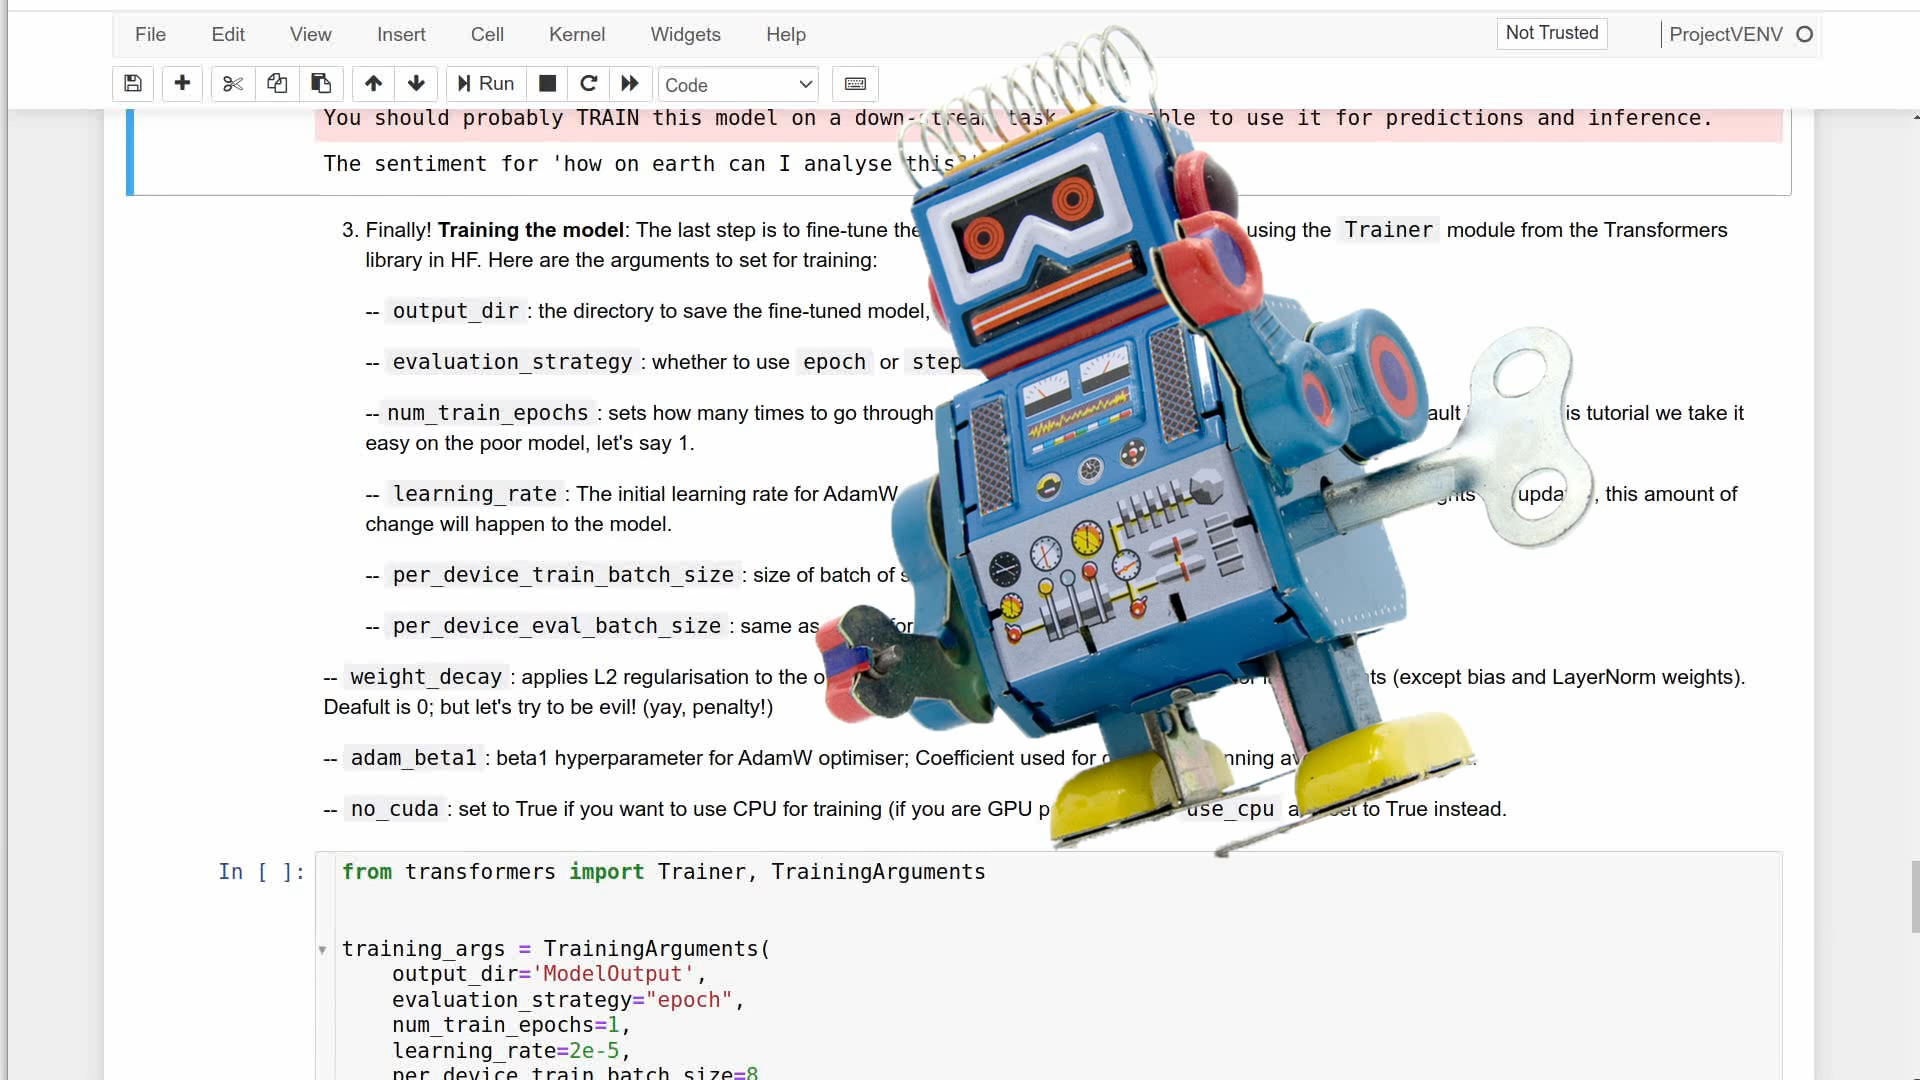 File Edit View Insert Cell Kernel Widgets Help Not Trusted ProjectVENV
Run Code
You should probably TRAIN this model on a down-stream task to use it for predictions and inference.
The sentiment for 'how on earth can I analyse this
3. Finally! Training the model: The last step is to fine-tune the using the Trainer module from the Transformers
library in HF. Here are the arguments to set for training:
-- output_dir : the directory to save the fine-tuned model,
-- evaluation_strategy : whether to use epoch or step
-- num_train_epochs : sets how many times to go through is tutorial we take it
easy on the poor model, let's say 1.
-- learning_rate : The initial learning rate for AdamW , this amount of
change will happen to the model.
-- per_device_train_batch_size : size of batch of
-- per_device_eval_batch_size : same as
-- weight_decay : applies L2 regularisation to the (except bias and LayerNorm weights).
Deafult is 0; but let's try to be evil! (yay, penalty!)
-- adam_beta1 : beta1 hyperparameter for AdamW optimiser; Coefficient used for
-- no_cuda : set to True if you want to use CPU for training (if you are GPU use_cpu to True instead.
In [ ]: from transformers import Trainer, TrainingArguments
training_args = TrainingArguments(
output_dir='ModelOutput',
evaluation_strategy="epoch",
num_train_epochs=1,
learning_rate=2e-5,
per_device_train_batch_size=8